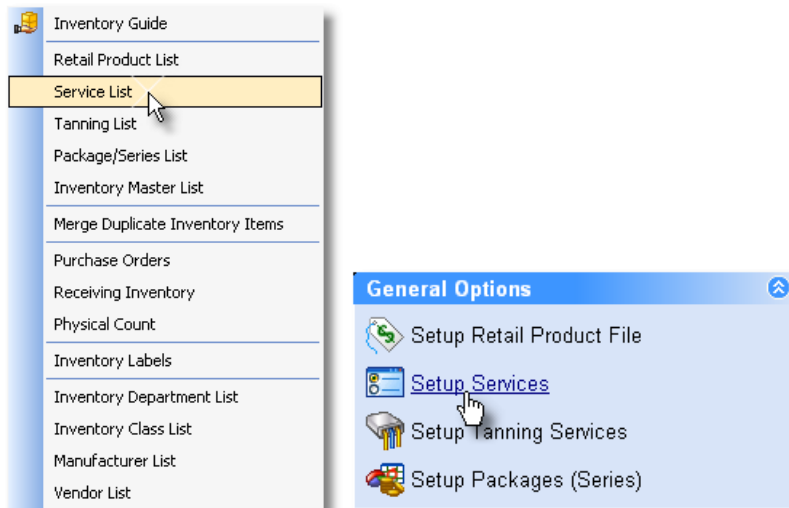 Inventory Guide
Retail Product List
Service List
Tanning List
Package/Series List
Inventory Master List
Merge Duplicate Inventory Items
Purchase Orders
Receiving Inventory
Physical Count
Inventory Labels
Inventory Department List
Inventory Class List
Manufacturer List
Vendor List
General Options
Setup Retail Product File
Setup Services
Setup Tanning Services
Setup Packages (Series)